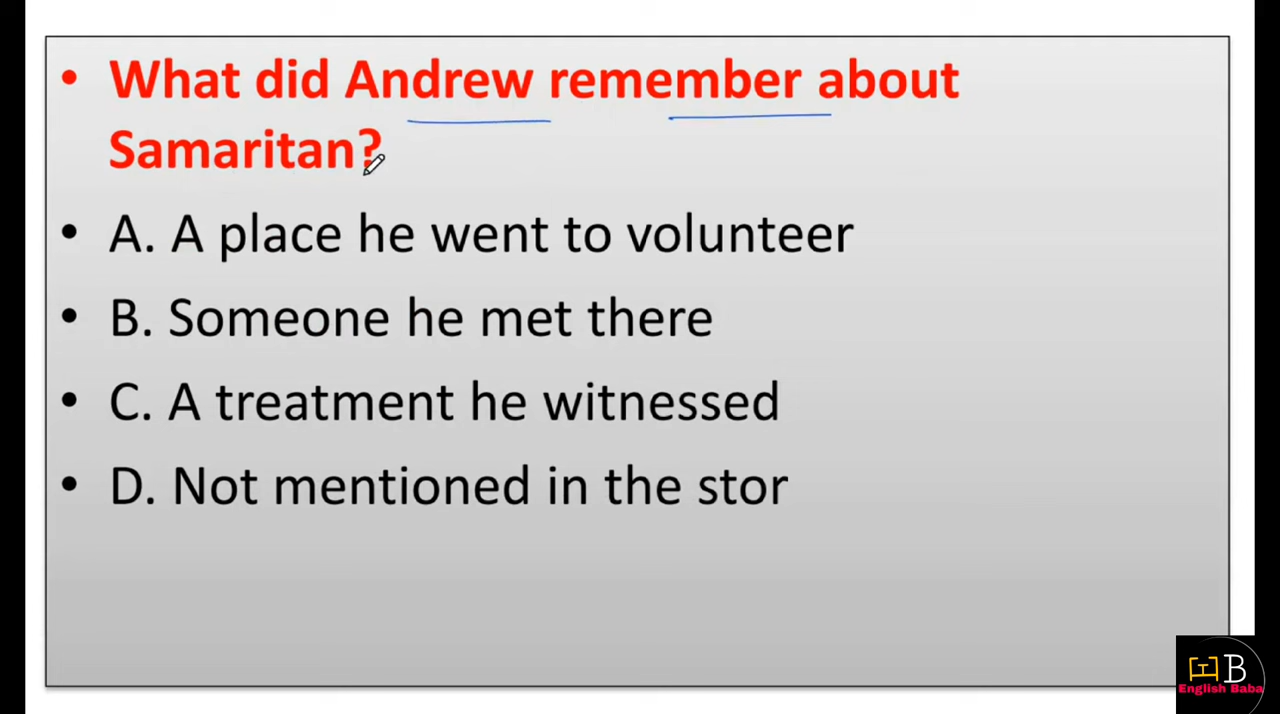 • What did Andrew remember about
Samaritan?
• A. A place he went to volunteer
• B. Someone he met there
• C. A treatment he witnessed
• D. Not mentioned in the stor
B
English Baba